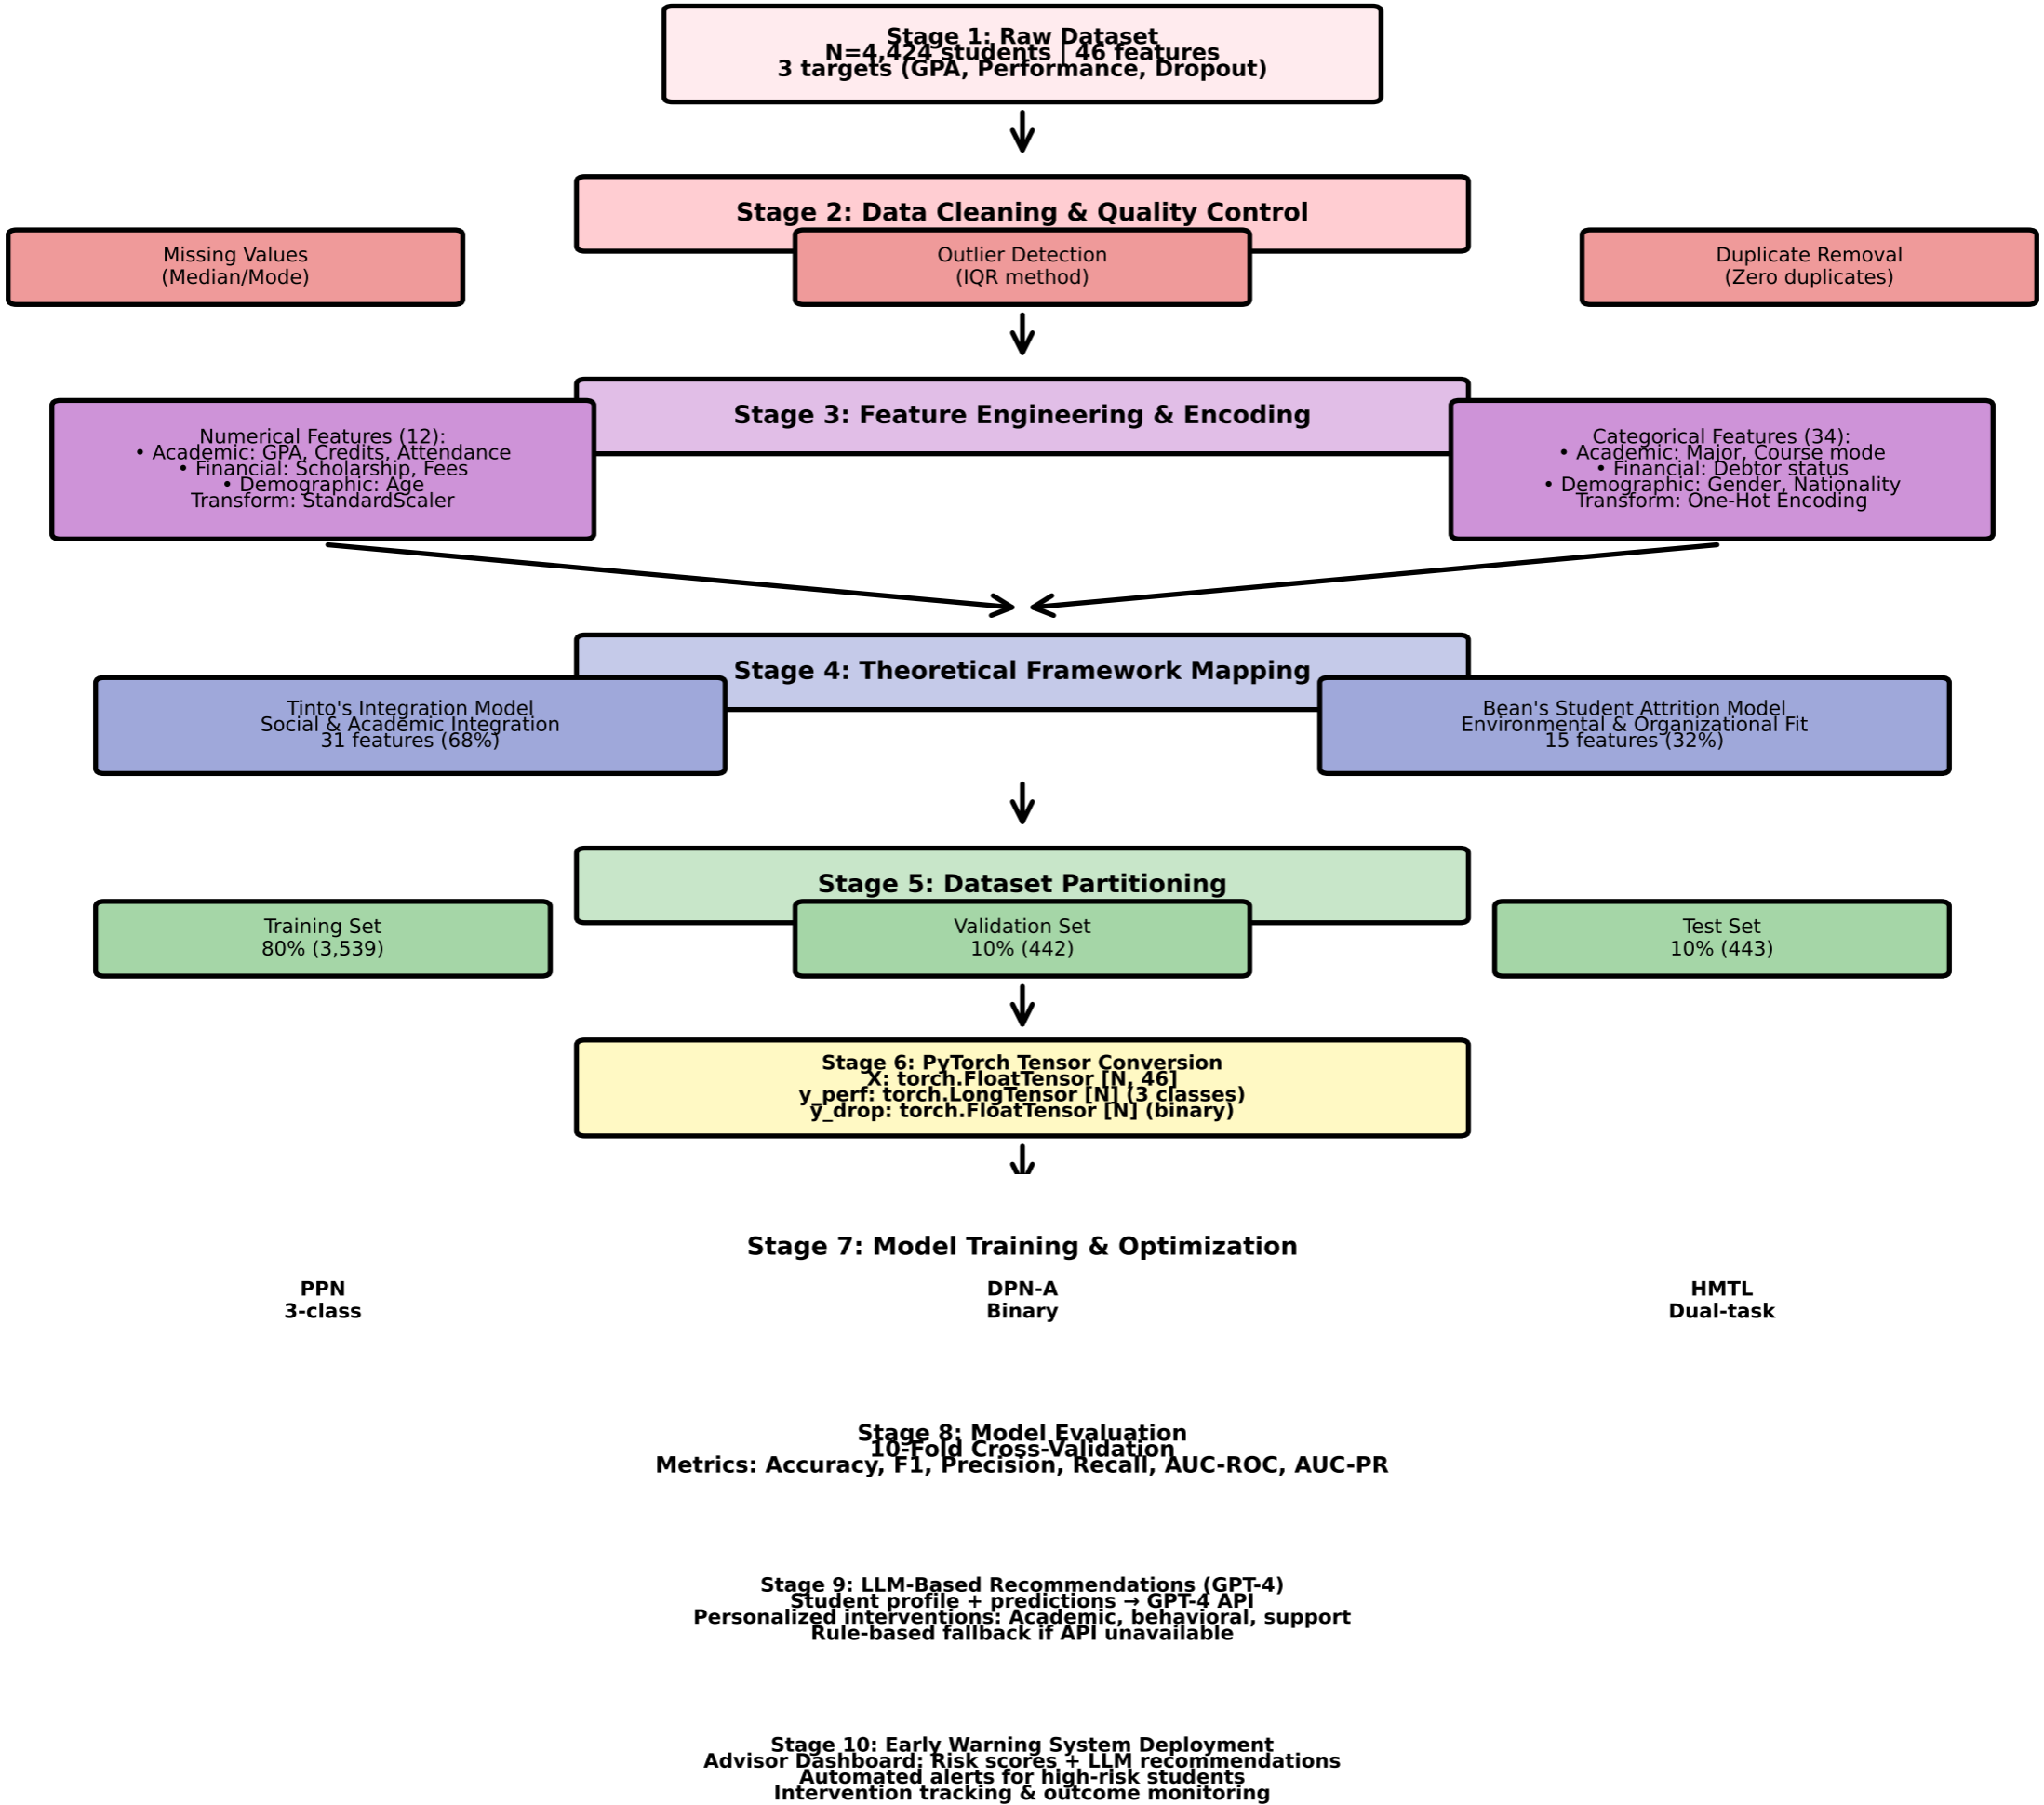 Stage 1: Raw Dataset
N=4,424 students | 46 features
3 targets (GPA, Performance, Dropout)
Stage 2: Data Cleaning & Quality Control
Missing Values
(Median/Mode)
Outlier Detection
(IQR method)
Duplicate Removal
(Zero duplicates)
Stage 3: Feature Engineering & Encoding
Numerical Features (12):
• Academic: GPA, Credits, Attendance
• Financial: Scholarship, Fees
• Demographic: Age
Transform: StandardScaler
Categorical Features (34):
• Academic: Major, Course mode
• Financial: Debtor status
• Demographic: Gender, Nationality
Transform: One-Hot Encoding
Stage 4: Theoretical Framework Mapping
Tinto's Integration Model
Social & Academic Integration
31 features (68%)
Bean's Student Attrition Model
Environmental & Organizational Fit
15 features (32%)
Stage 5: Dataset Partitioning
Training Set
80% (3,539)
Validation Set
10% (442)
Test Set
10% (443)
Stage 6: PyTorch Tensor Conversion
X: torch.FloatTensor [N, 46]
y_perf: torch.LongTensor [N] (3 classes)
y_drop: torch.FloatTensor [N] (binary)
Stage 7: Model Training & Optimization
PPN
3-class
DPN-A
Binary
HMTL
Dual-task
Stage 8: Model Evaluation
10-Fold Cross-Validation
Metrics: Accuracy, F1, Precision, Recall, AUC-ROC, AUC-PR
Stage 9: LLM-Based Recommendations (GPT-4)
Student profile + predictions → GPT-4 API
Personalized interventions: Academic, behavioral, support
Rule-based fallback if API unavailable
Stage 10: Early Warning System Deployment
Advisor Dashboard: Risk scores + LLM recommendations
Automated alerts for high-risk students
Intervention tracking & outcome monitoring